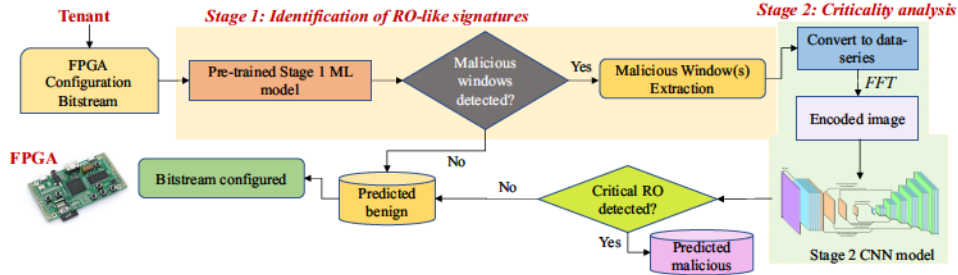 Stage 1: Identification of RO-like signatures
Stage 2: Criticality analysis
Tenant
FPGA
Configuration
Bitstream
Pre-trained Stage 1 ML
model
Malicious
windows
detected?
Yes
Malicious Window(s)
Extraction
Convert to data-
series
FFT
Encoded image
No
FPGA
Bitstream configured
Predicted
benign
No
Critical RO
detected?
Yes
Predicted
malicious
Stage 2 CNN model